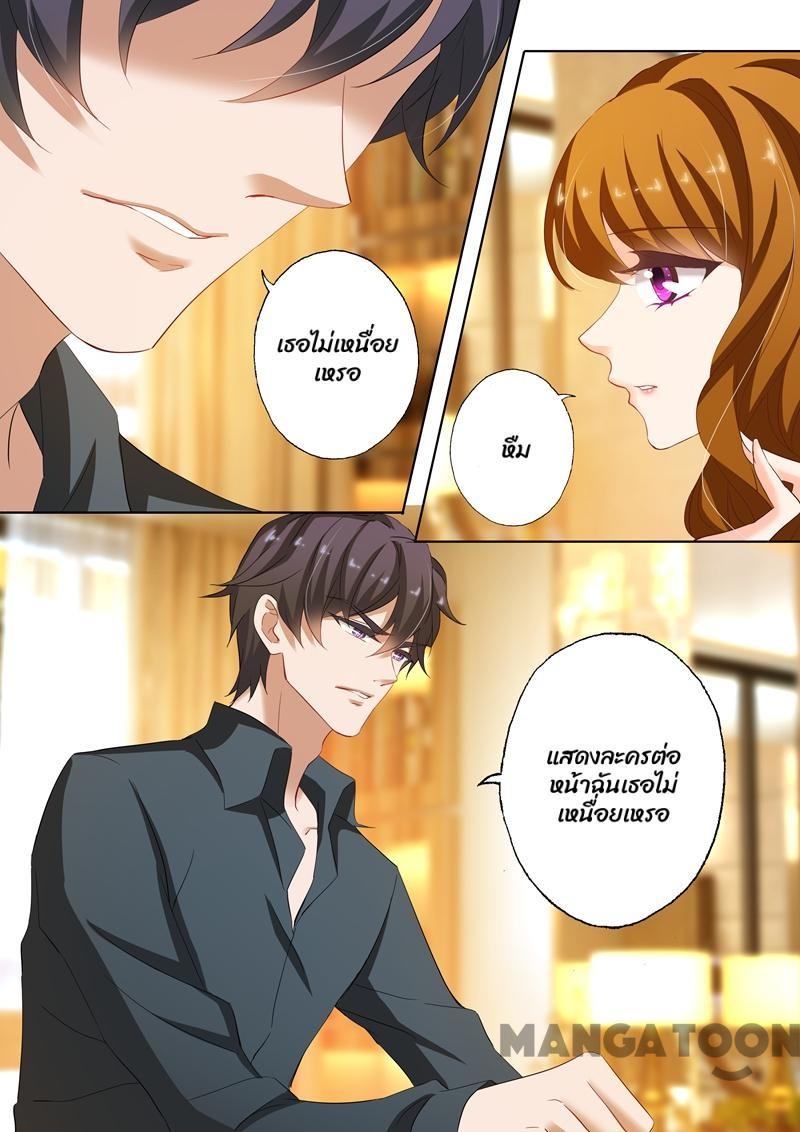 เธอไม่เหนื่อย
เหรอ
หืม
แสดงละครต่อ
หน้าฉันเธอไม่
เหนื่อยเหรอ
MANGATOON